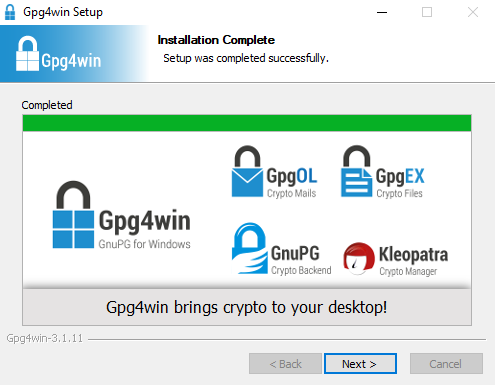 Gpg4win Setup
Gpg4win
Installation Complete
Setup was completed successfully.
Completed
Gpg4win
GnuPG for Windows
GpgOL
Crypto Mails
GpgEX
Crypto Files
GnuPG
Crypto Backend
Kleopatra
Crypto Manager
Gpg4win brings crypto to your desktop!
Gpg4win-3.1.11
< Back
Next >
Cancel